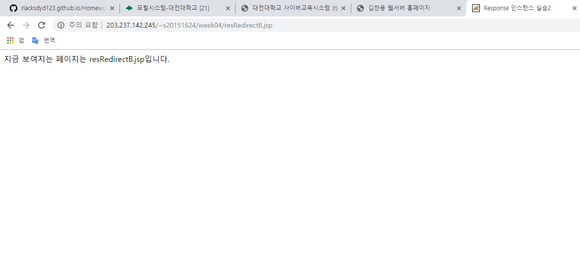 rlackdyd123.github.io/Homew
포털시스템-대전대학교 [21]
대전대학교 사이버교육시스템 (r)
김찬용 웹서버 홈페이지
Response 인스턴스 실습2
주의 요함 | 203.237.142.245/~s20151624/week04/resRedirectB.jsp
앱 번역
지금 보여지는 페이지는 resRedirectB.jsp입니다.